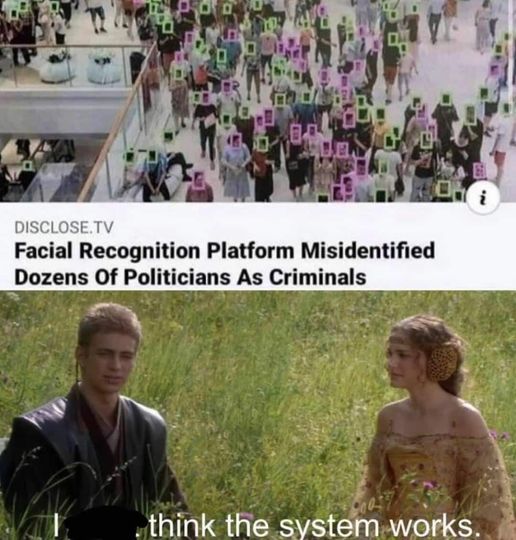 DISCLOSE.TV
Facial Recognition Platform Misidentified
Dozens Of Politicians As Criminals
i
I think the system works.